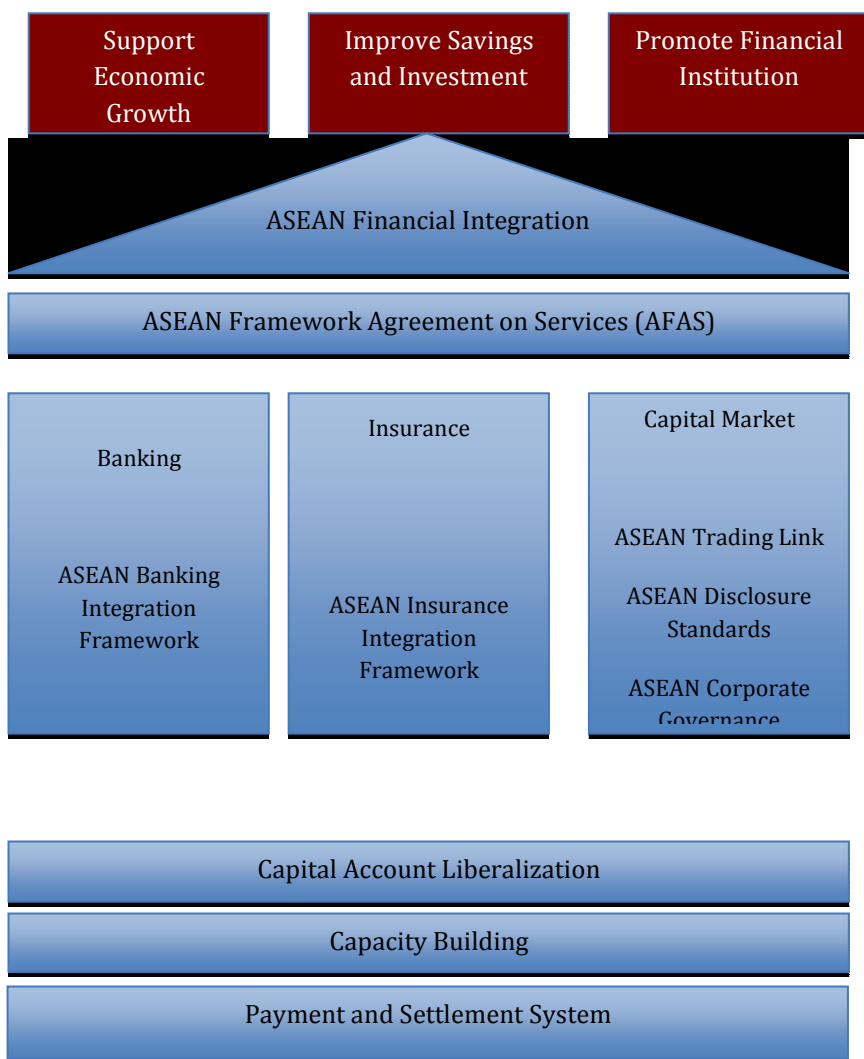 Support
Economic
Growth
Improve Savings
and Investment
Promote Financial
Institution
ASEAN Financial Integration
ASEAN Framework Agreement on Services (AFAS)
Banking
ASEAN Banking
Integration
Framework
Insurance
ASEAN Insurance
Integration
Framework
Capital Market
ASEAN Trading Link
ASEAN Disclosure
Standards
ASEAN Corporate
Governance
Capital Account Liberalization
Capacity Building
Payment and Settlement System